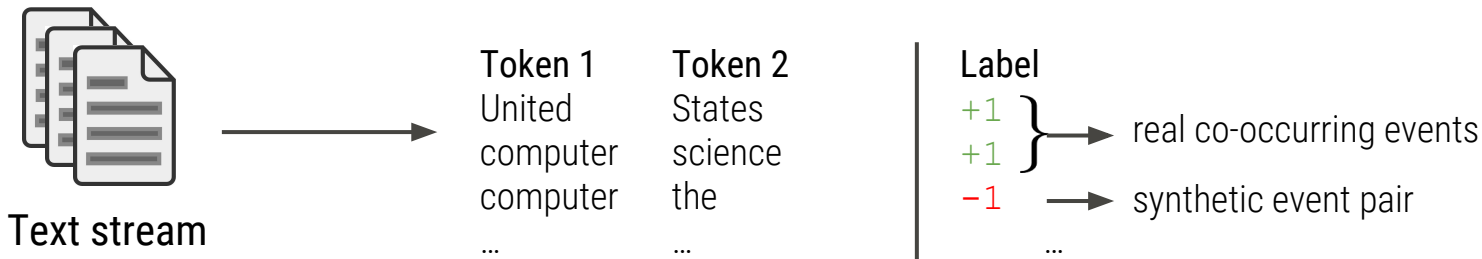 Token 1 Token 2 Label
United States +1
computer science +1
real co-occurring events
computer the −1 synthetic event pair
Text stream
… … …